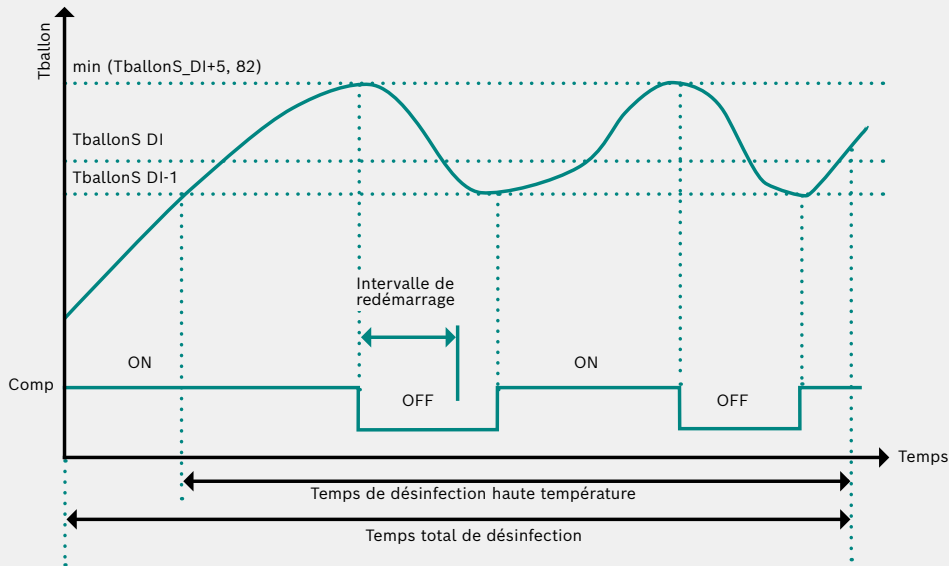 Tballon
min (TballonS_DI+5, 82)
TballonS DI
TballonS DI-1
Intervalle de
redémarrage
ON
ON
Comp
OFF
OFF
Temps
Temps de désinfection haute température
Temps total de désinfection